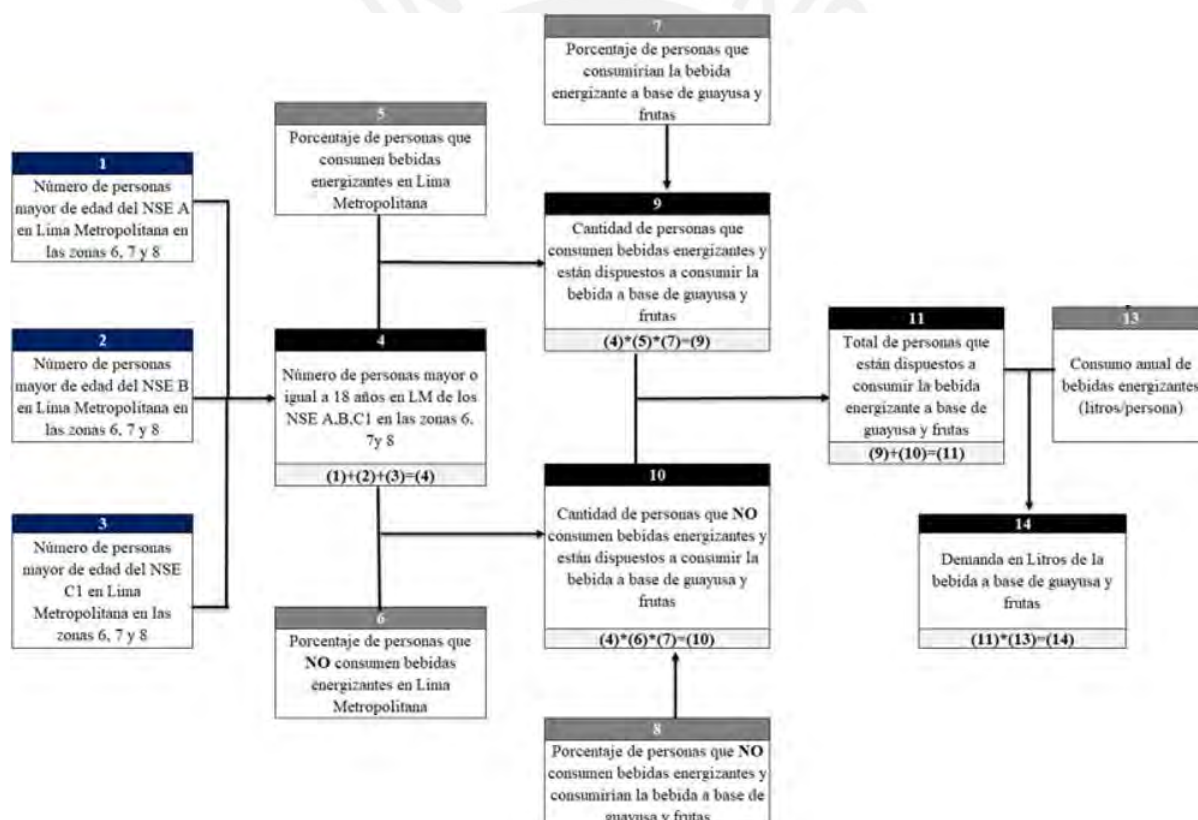 7
Porcentaje de personas que
consumirian la bebida
energizante a base de guayusa y
frutas
5
Porcentaje de personas que
consumen bebidas
energizantes en Lima
Metropolitana
1
Número de personas
mayor de edad del NSE A
en Lima Metropolitana en
las zonas 6, 7 y 8
9
Cantidad de personas que
consumen bebidas energizantes y
están dispuestos a consumir la
bebida a base de guayusa y
frutas
(4)*(5)*(7)=(9)
2
Número de personas
mayor de edad del NSE B
en Lima Metropolitana en
las zonas 6, 7 y 8
4
Número de personas mayor o
igual a 18 años en LM de los
NSE A,B,C1 en las zonas 6,
7y 8
(1)+(2)+(3)=(4)
11
Total de personas que
están dispuestos a
consumir la bebida
energizante a base de
guayusa y frutas
(9)+(10)=(11)
13
Consumo anual de
bebidas energizantes
(litros/persona)
3
Número de personas
mayor de edad del NSE
C1 en Lima
Metropolitana en las
zonas 6, 7 y 8
10
Cantidad de personas que NO
consumen bebidas energizantes y
están dispuestos a consumir la
bebida a base de guayusa y
frutas
(4)*(6)*(7)=(10)
14
Demanda en Litros de la
bebida a base de guayusa y
frutas
(11)*(13)=(14)
6
Porcentaje de personas que
NO consumen bebidas
energizantes en Lima
Metropolitana
8
Porcentaje de personas que NO
consumen bebidas energizantes y
consumirian la bebida a base de
guayusa y frutas